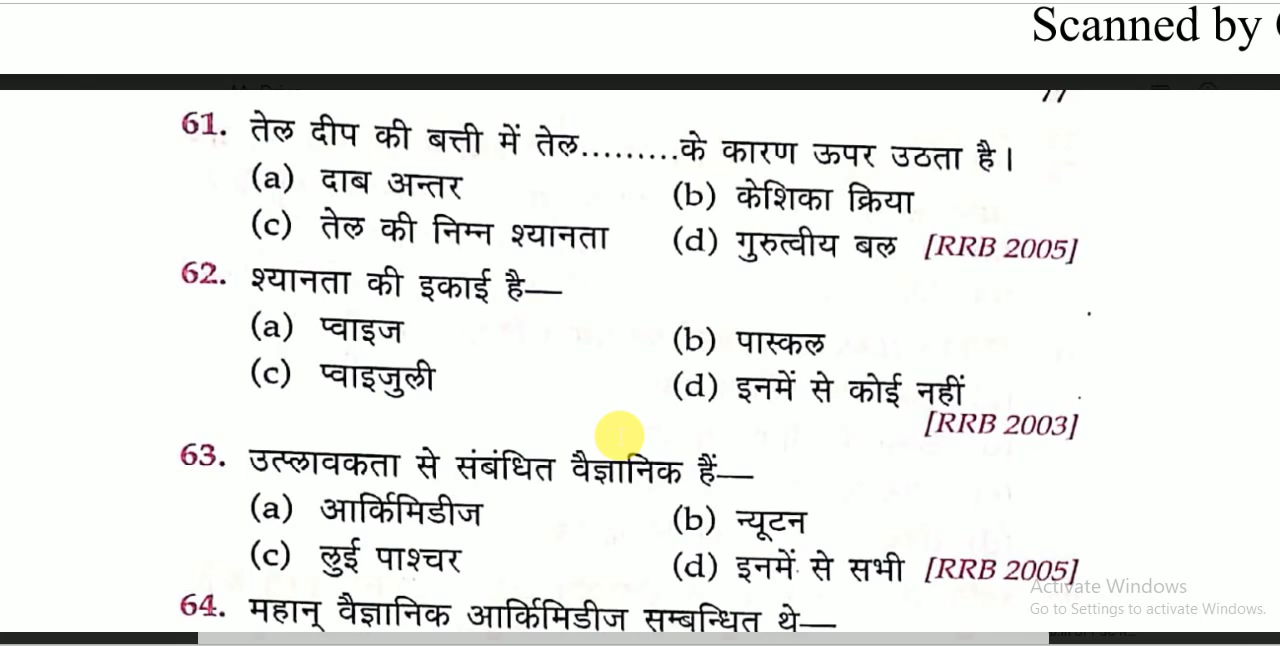 Scanned by
61. तेल दीप की बत्ती में तेल.........के कारण ऊपर उठता है।
(a) दाब अन्तर (b) केशिका क्रिया
(c) तेल की निम्न श्यानता (d) गुरुत्वीय बल [RRB 2005]
62. श्यानता की इकाई है—
(a) प्वाइज (b) पास्कल
(c) प्वाइजुली (d) इनमें से कोई नहीं
[RRB 2003]
63. उत्प्लावकता से संबंधित वैज्ञानिक हैं—
(a) आर्किमिडीज (b) न्यूटन
(c) लुई पाश्चर (d) इनमें से सभी [RRB 2005]
Activate Windows
Go to Settings to activate Windows.
64. महान् वैज्ञानिक आर्किमिडीज सम्बन्धित थे—